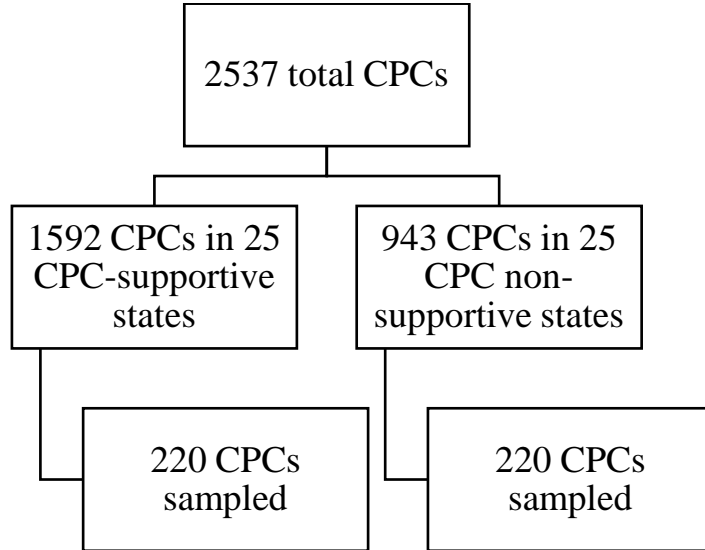 2537 total CPCs
1592 CPCs in 25
CPC-supportive
states
943 CPCs in 25
CPC non-
supportive states
220 CPCs
sampled
220 CPCs
sampled